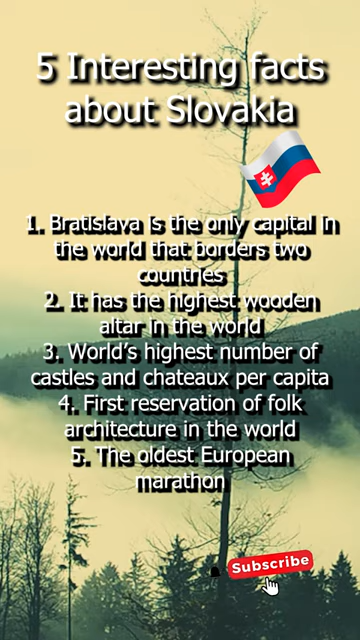 5 Interesting facts
about Slovakia
1. Bratislava is the only capital in
the world that borders two
countries
2. It has the highest wooden
altar in the world
3. World's highest number of
castles and chateaux per capita
4. First reservation of folk
architecture in the world
5. The oldest European
marathon
Subscribe